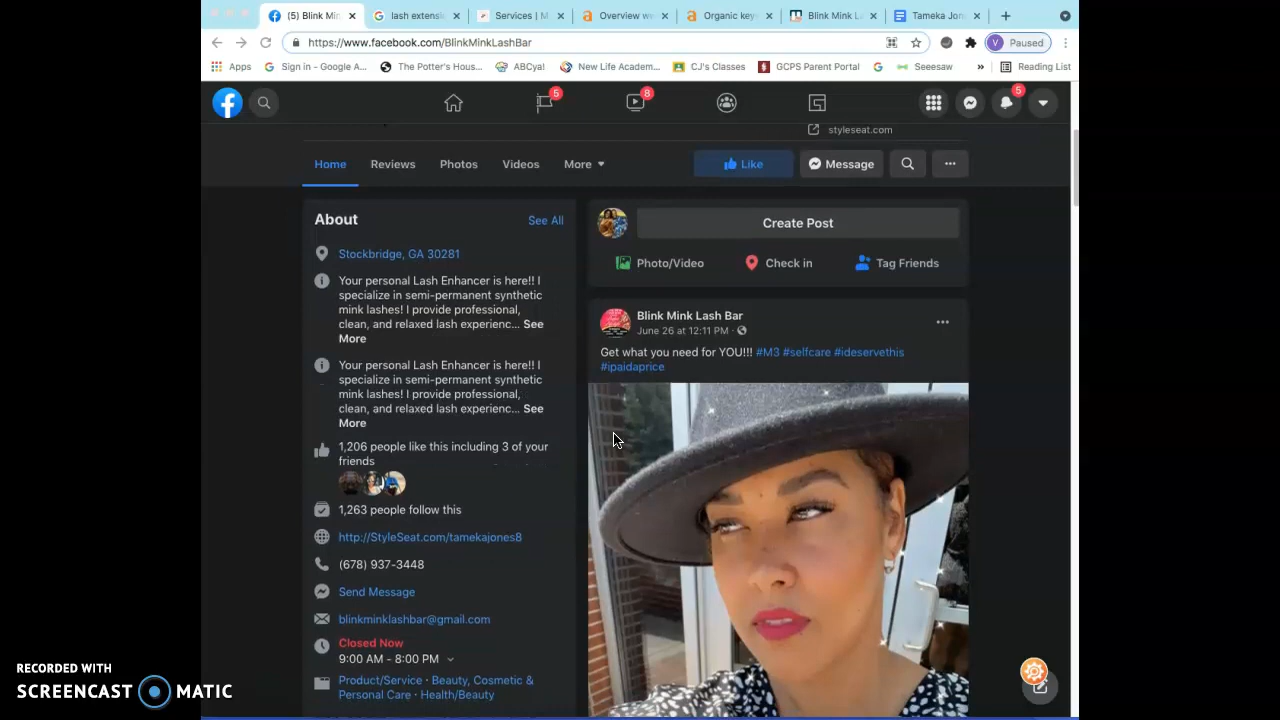 (5) Blink Min
lash extensi
Services | M
Overview we
Organic key
Blink Mink L
Tameka Jon
https://www.facebook.com/BlinkMinkLashBar
V Paused
Apps
Sign in - Google A...
The Potter's Hous...
ABCya!
New Life Academ...
CJ's Classes
GCPS Parent Portal
Seeesaw
»
Reading List
5
8
5
styleseat.com
Home
Reviews
Photos
Videos
More
Like
Message
About
See All
Stockbridge, GA 30281
Your personal Lash Enhancer is here!! I
specialize in semi-permanent synthetic
mink lashes! I provide professional,
clean, and relaxed lash experienc... See
More
Your personal Lash Enhancer is here!! I
specialize in semi-permanent synthetic
mink lashes! I provide professional,
clean, and relaxed lash experienc... See
More
1,206 people like this including 3 of your
friends
1,263 people follow this
http://StyleSeat.com/tamekajones8
(678) 937-3448
Send Message
blinkminklashbar@gmail.com
Closed Now
9:00 AM - 8:00 PM
Product/Service · Beauty, Cosmetic &
Personal Care · Health/Beauty
Create Post
Photo/Video
Check in
Tag Friends
Blink Mink Lash Bar
June 26 at 12:11 PM ·
Get what you need for YOU!!! #M3 #selfcare #ideservethis
#ipaidaprice
RECORDED WITH
SCREENCAST MATIC